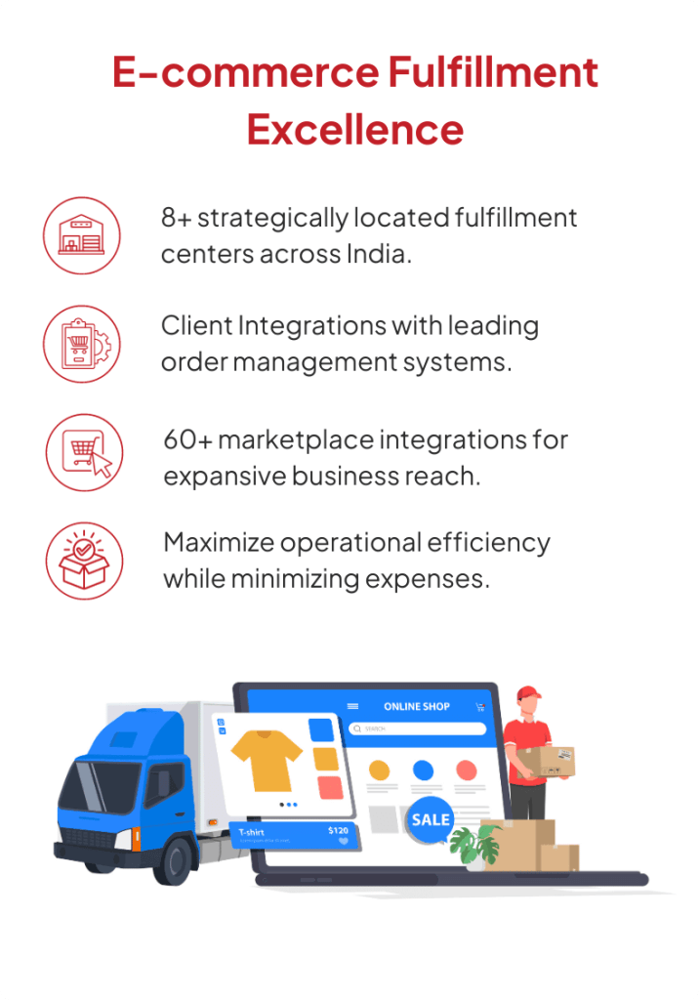 E-commerce Fulfillment
Excellence
8+ strategically located fulfillment
centers across India.
Client Integrations with leading
order management systems.
60+ marketplace integrations for
expansive business reach.
Maximize operational efficiency
while minimizing expenses.
ONLINE SHOP
SEARCH
SALE
T-shirt
$120